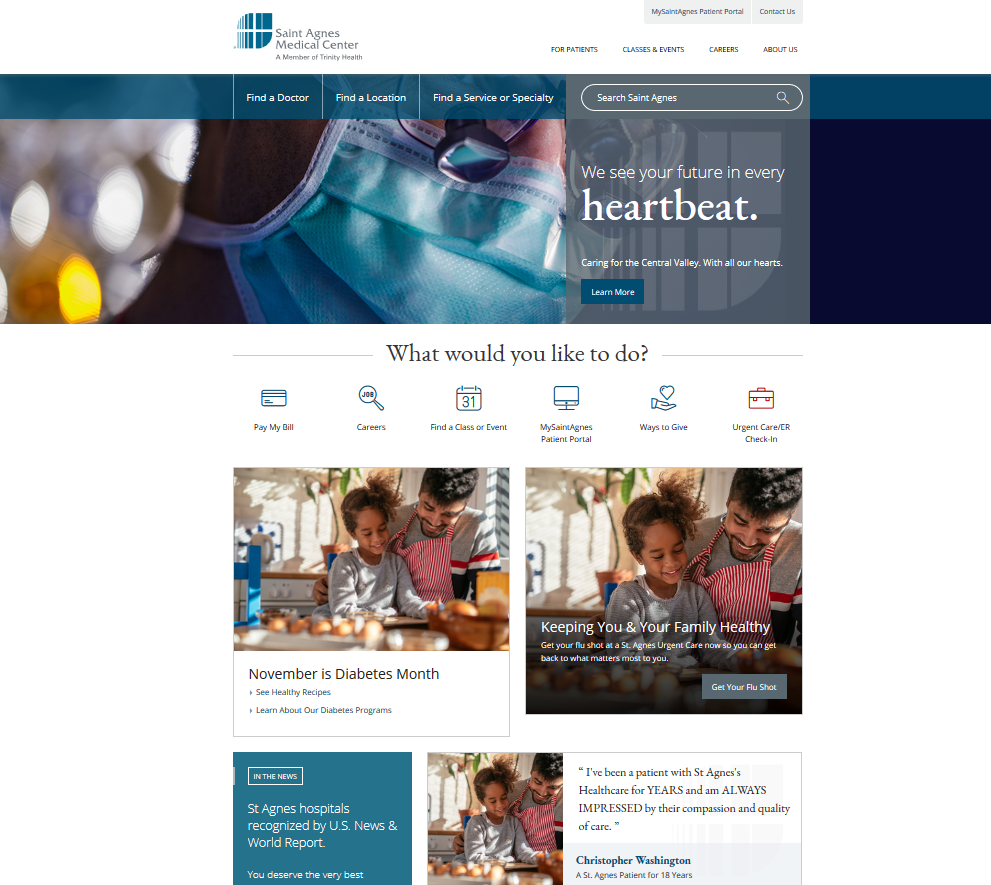 MySaintAgnes Patient Portal
Contact Us
Saint Agnes
Medical Center
A Member of Trinity Health
FOR PATIENTS
CLASSES & EVENTS
CAREERS
ABOUT US
Find a Doctor
Find a Location
Find a Service or Specialty
Search Saint Agnes
We see your future in every
heartbeat.
Caring for the Central Valley. With all our hearts.
Learn More
What would you like to do?
JOB
31
Pay My Bill
Careers
Find a Class or Event
MySaintAgnes
Patient Portal
Ways to Give
Urgent Care/ER
Check-In
November is Diabetes Month
See Healthy Recipes
Learn About Our Diabetes Programs
Keeping You & Your Family Healthy
Get your flu shot at a St. Agnes Urgent Care now so you can get
back to what matters most to you.
Get Your Flu Shot
IN THE NEWS
St Agnes hospitals
recognized by U.S. News &
World Report.
You deserve the very best
“ I've been a patient with St Agnes's
Healthcare for YEARS and am ALWAYS
IMPRESSED by their compassion and quality
of care. ”
Christopher Washington
A St. Agnes Patient for 18 Years